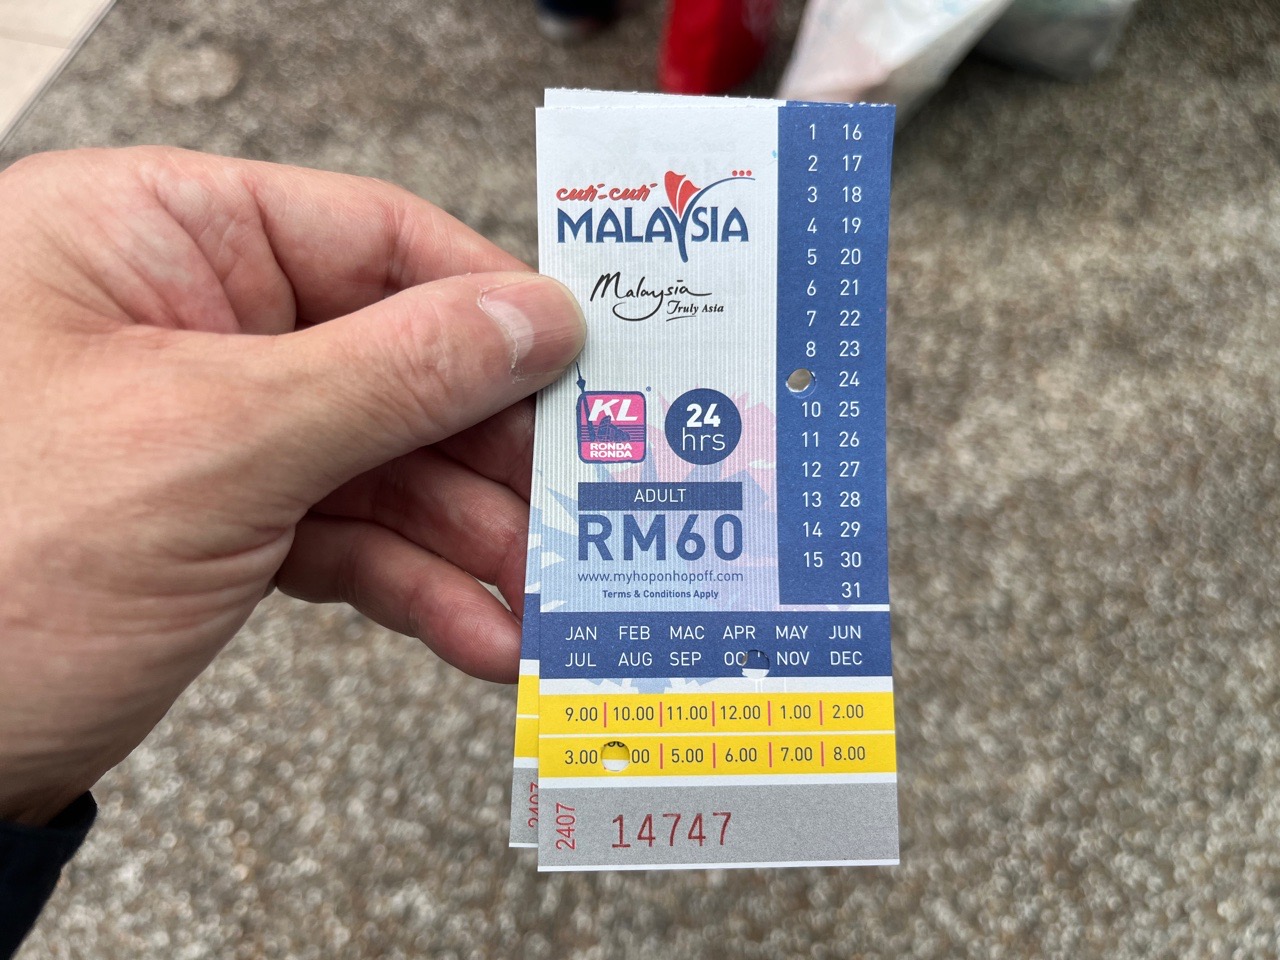 cuti-cuti
MALAYSIA
Malaysia
Truly Asia
KL
RONDA
RONDA
24
hrs
ADULT
RM60
www.myhoponhopoff.com
Terms & Conditions Apply
1 16
2 17
3 18
4 19
5 20
6 21
7 22
8 23
24
10 25
11 26
12 27
13 28
14 29
15 30
31
JAN FEB MAC APR MAY JUN
JUL AUG SEP OC NOV DEC
9.00 10.00 11.00 12.00 1.00 2.00
3.00 00 5.00 6.00 7.00 8.00
2407
14747
2407